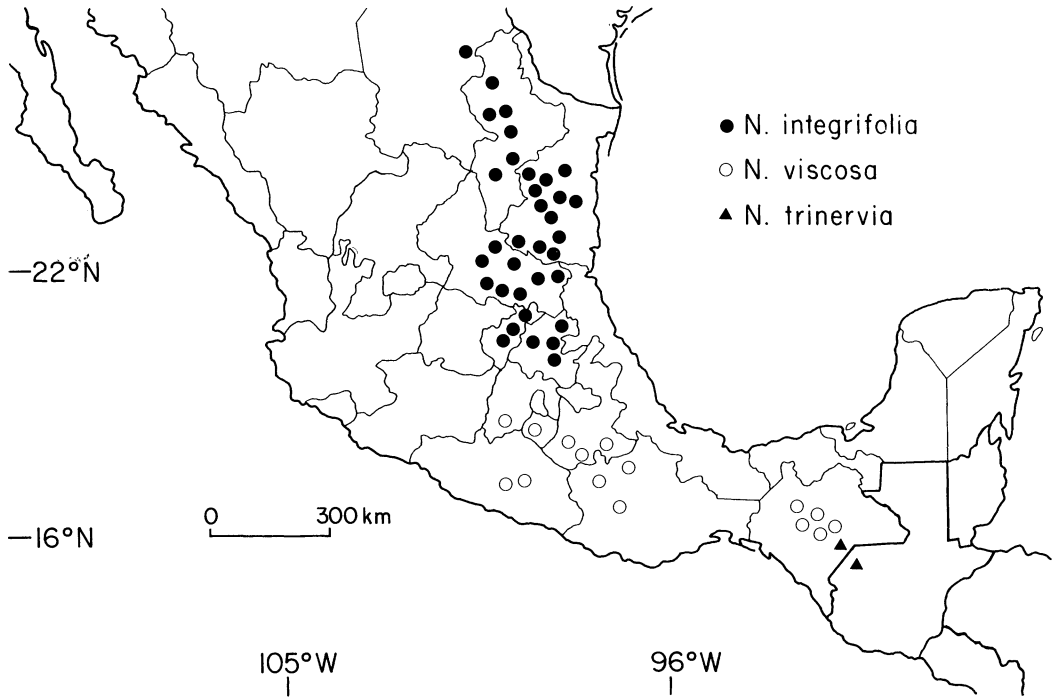 N. integrifolia
N. viscosa
N. trinervia
22°N
0 300 km
16°N
105°W 96°W